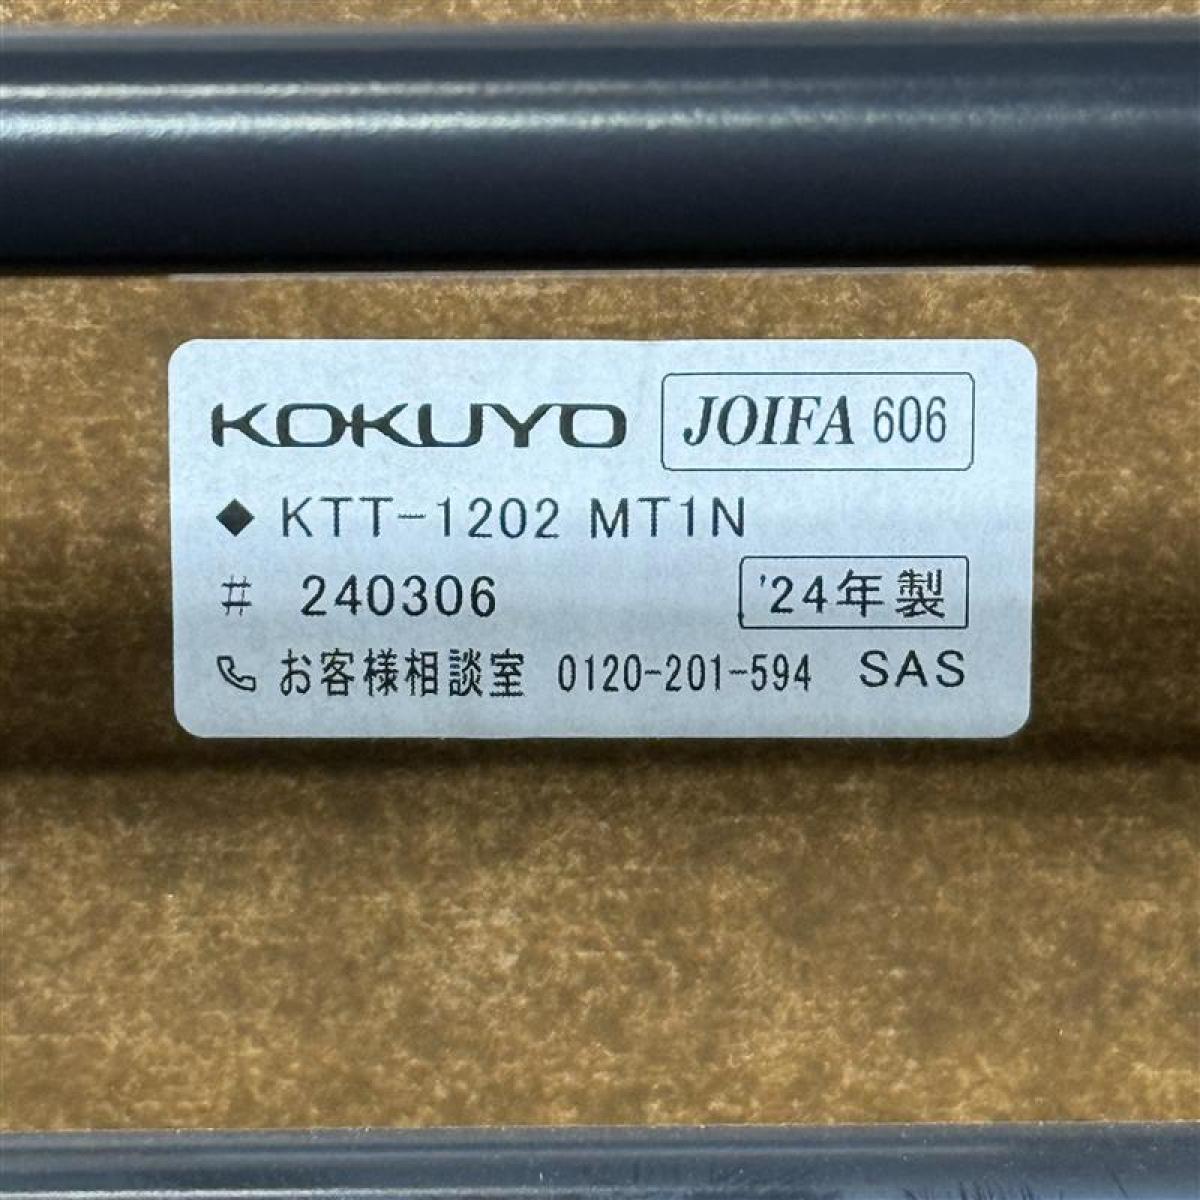 KOKUYO JOIFA 606
◆ KTT-1202 MT1N
# 240306 '24年製
お客様相談室 0120-201-594 SAS